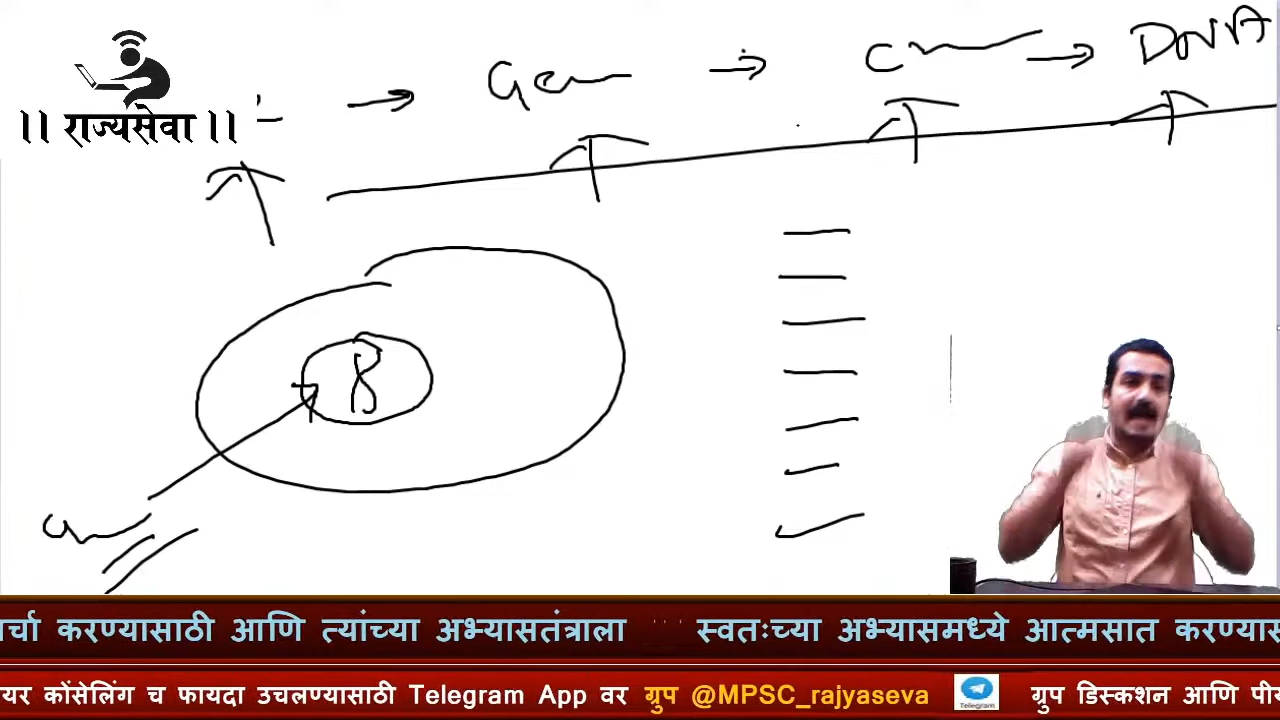 → Gen → C → DNA
|| राज्यसेवा ||
B
र्चा करण्यासाठी आणि त्यांच्या अभ्यासतंत्राला ''' स्वतःच्या अभ्यासमध्ये आत्मसात करण्यास
यर कोंसेलिंग च फायदा उचलण्यासाठी Telegram App वर ग्रुप @MPSC_rajyaseva Telegram ग्रुप डिस्कशन आणि पी